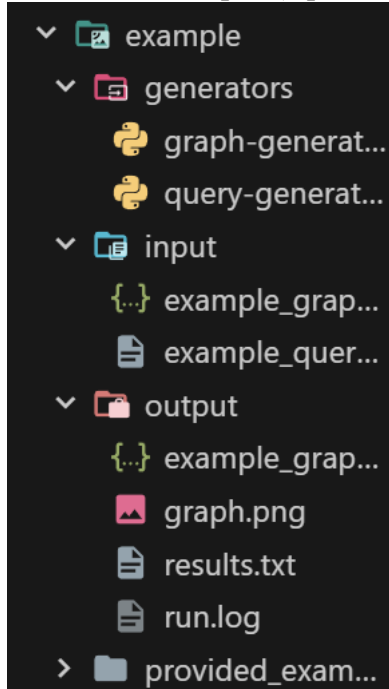 example
generators
graph-generat...
query-generat...
input
example_grap...
example_quer...
output
example_grap...
graph.png
results.txt
run.log
provided_exam...